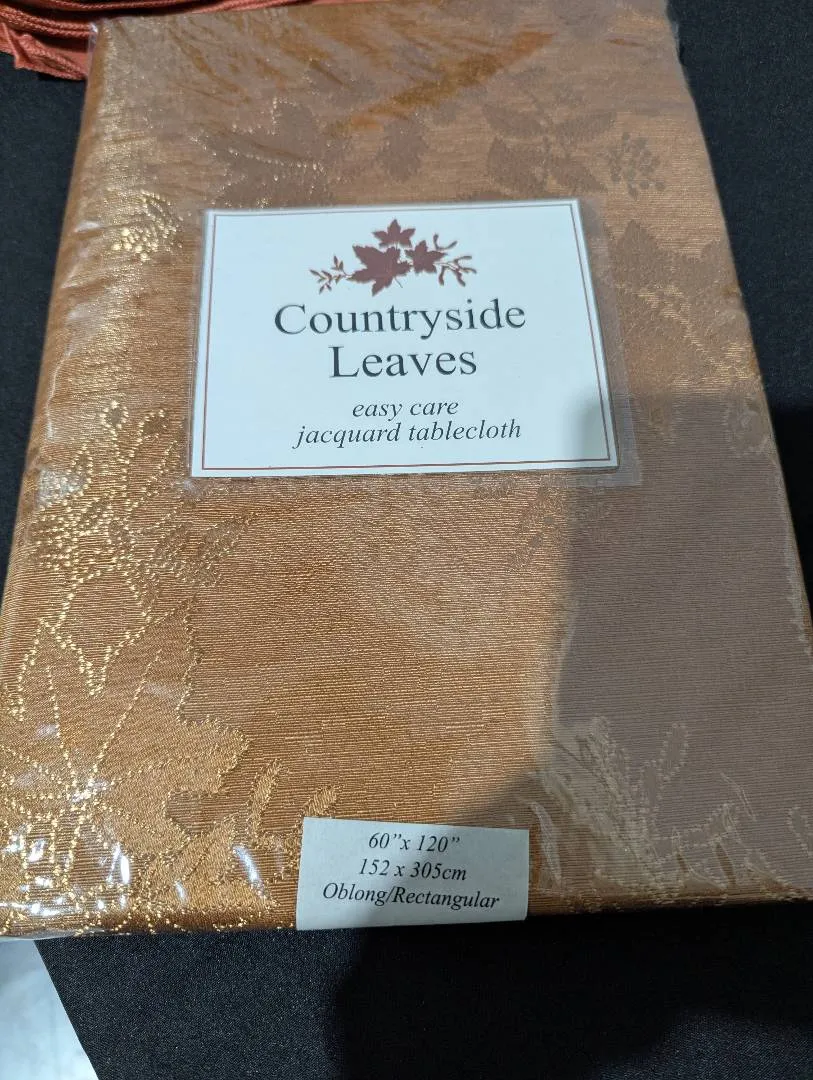 Countryside
Leaves
easy care
jacquard tablecloth
60”x 120”
152 x 305cm
Oblong/Rectangular